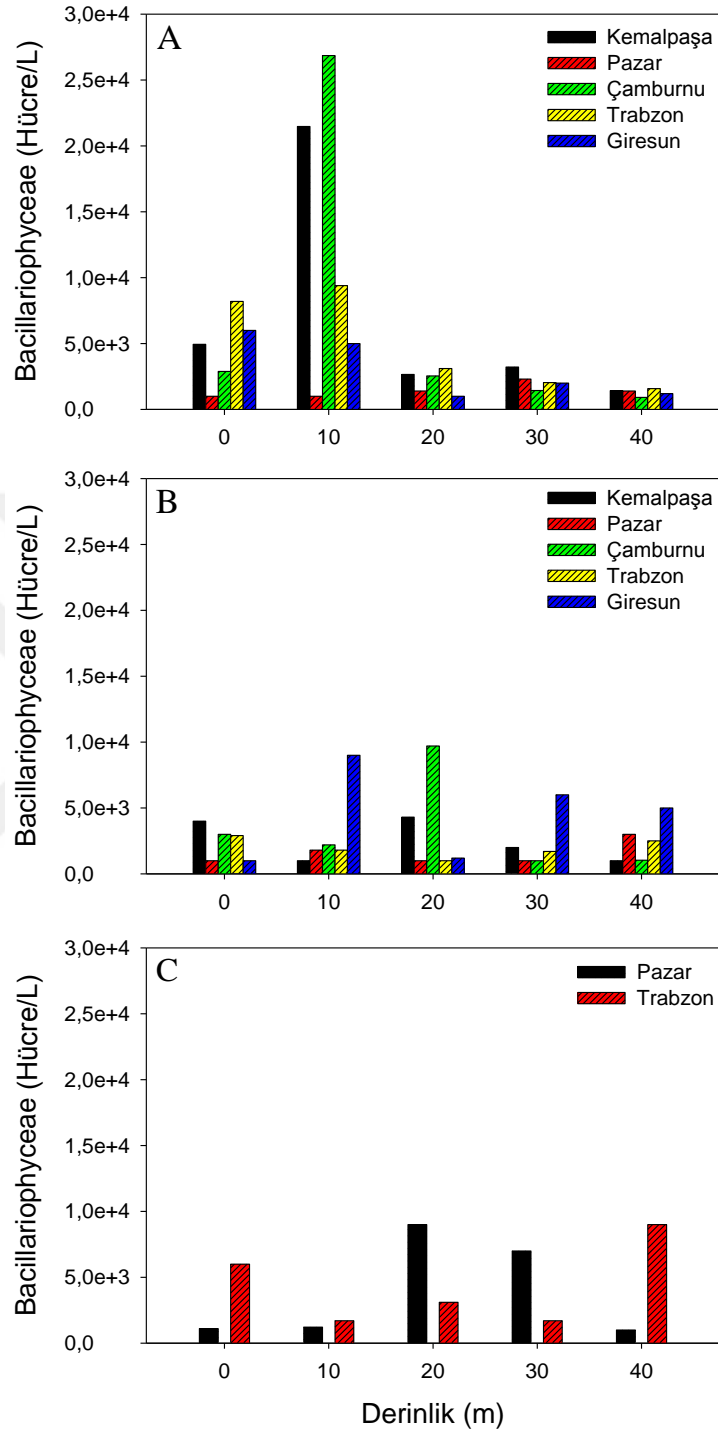 A
Bacillariophyceae (Hücre/L)
3,0e+4
2,5e+4
2,0e+4
1,5e+4
1,0e+4
5,0e+3
0,0
Kemalpaşa
Pazar
Çamburnu
Trabzon
Giresun
0 10 20 30 40
B
Bacillariophyceae (Hücre/L)
3,0e+4
2,5e+4
2,0e+4
1,5e+4
1,0e+4
5,0e+3
0,0
Kemalpaşa
Pazar
Çamburnu
Trabzon
Giresun
0 10 20 30 40
C
Bacillariophyceae (Hücre/L)
3,0e+4
2,5e+4
2,0e+4
1,5e+4
1,0e+4
5,0e+3
0,0
Pazar
Trabzon
0 10 20 30 40
Derinlik (m)